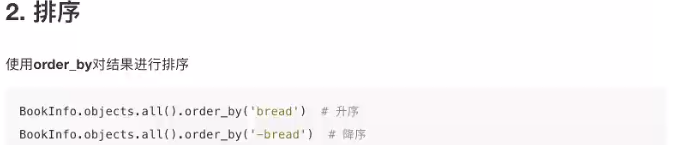 2. 排序
使用order_by对结果进行排序
BookInfo.objects.all().order_by('bread')  # 升序
BookInfo.objects.all().order_by('-bread')  # 降序